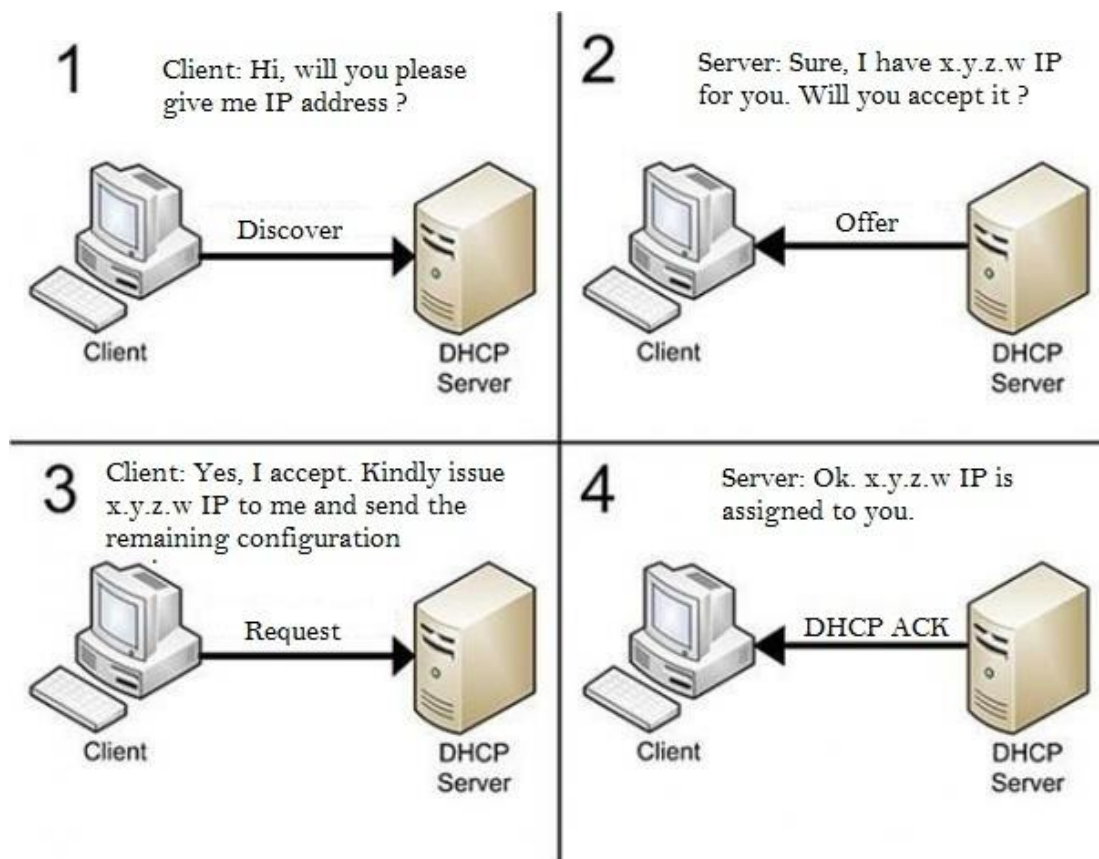 1
Client: Hi, will you please
give me IP address ?
Discover
Client
DHCP
Server
2
Server: Sure, I have x.y.z.w IP
for you. Will you accept it ?
Offer
Client
DHCP
Server
3
Client: Yes, I accept. Kindly issue
x.y.z.w IP to me and send the
remaining configuration
.
Request
Client
DHCP
Server
4
Server: Ok. x.y.z.w IP is
assigned to you.
DHCP ACK
Client
DHCP
Server